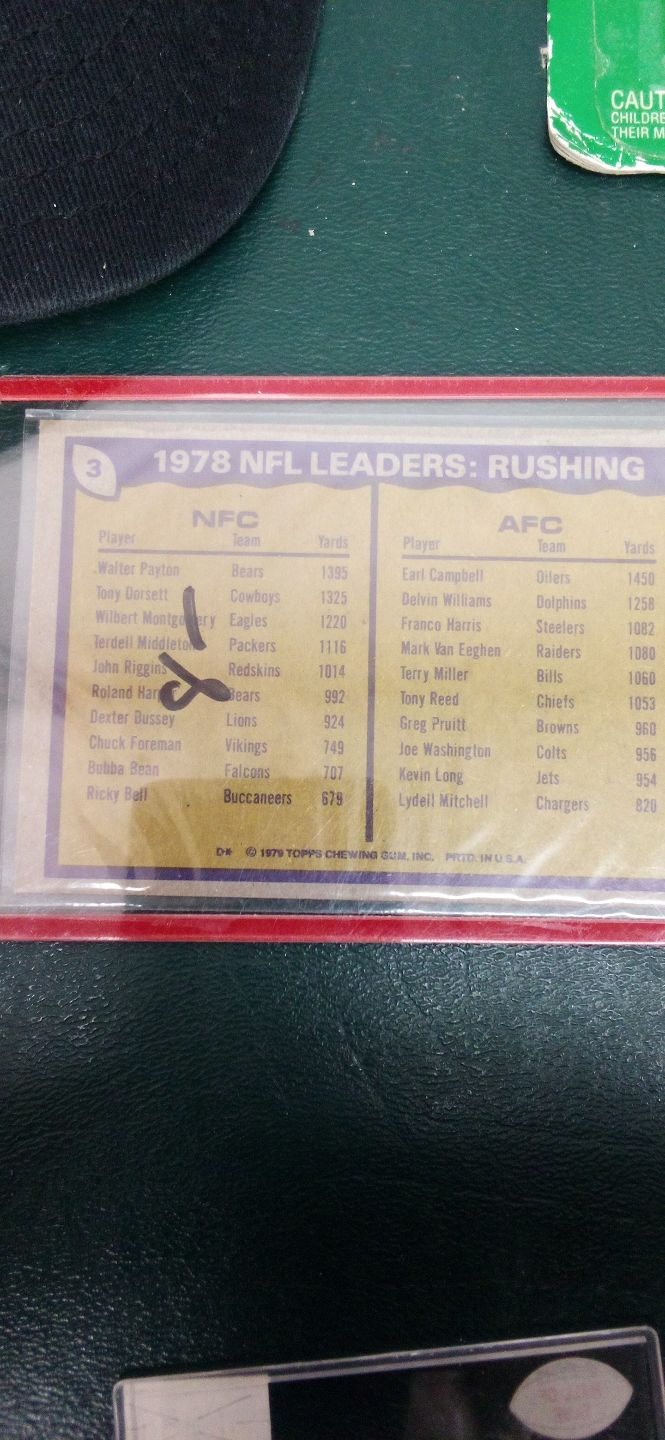 CAUT
CHILDRE
THEIR M
3
1978 NFL LEADERS: RUSHING
NFC
Player Team Yards
Walter Payton Bears 1395
Tony Dorsett Cowboys 1325
Wilbert Montgomery Eagles 1220
Terdell Middleton Packers 1116
John Riggins Redskins 1014
Roland Har Bears 992
Dexter Bussey Lions 924
Chuck Foreman Vikings 749
Bubba Bean Falcons 707
Ricky Bell Buccaneers 679
AFC
Player Team Yards
Earl Campbell Oilers 1450
Delvin Williams Dolphins 1258
Franco Harris Steelers 1082
Mark Van Eeghen Raiders 1080
Terry Miller Bills 1060
Tony Reed Chiefs 1053
Greg Pruitt Browns 960
Joe Washington Colts 956
Kevin Long Jets 954
Lydell Mitchell Chargers 820
D* © 1979 TOPPS CHEWING GUM, INC. PRTD. IN U.S.A.